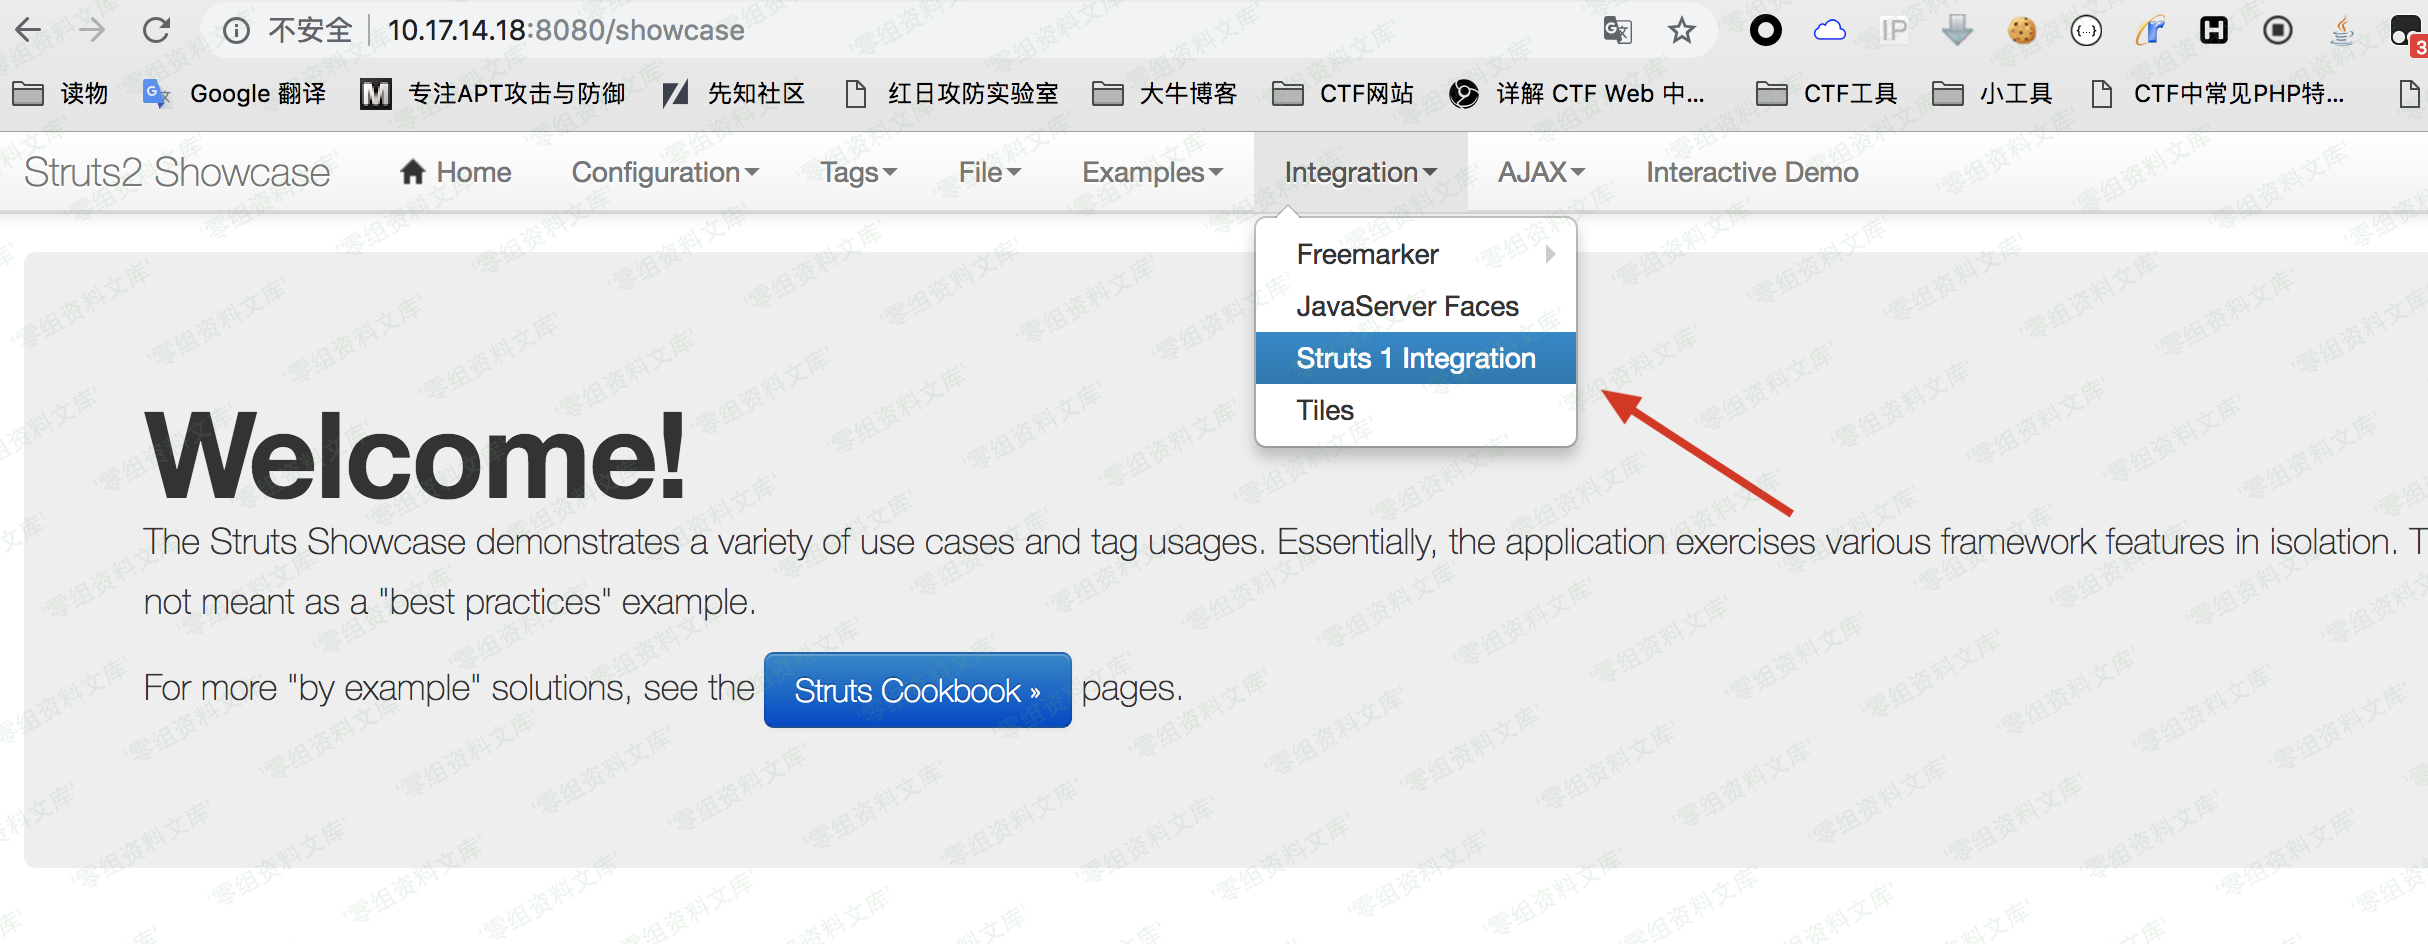 不安全 10.17.14.18:8080/showcase
IP
{...}
H
3
读物 Google 翻译 M 专注APT攻击与防御 先知社区 红日攻防实验室 大牛博客 CTF网站 详解 CTF Web 中... CTF工具 小工具 CTF中常见PHP特...
Struts2 Showcase Home Configuration Tags File Examples Integration AJAX Interactive Demo
Freemarker
JavaServer Faces
Struts 1 Integration
Tiles
Welcome!
The Struts Showcase demonstrates a variety of use cases and tag usages. Essentially, the application exercises various framework features in isolation. T
not meant as a "best practices" example.
For more "by example" solutions, see the Struts Cookbook » pages.
'零组资料文库'